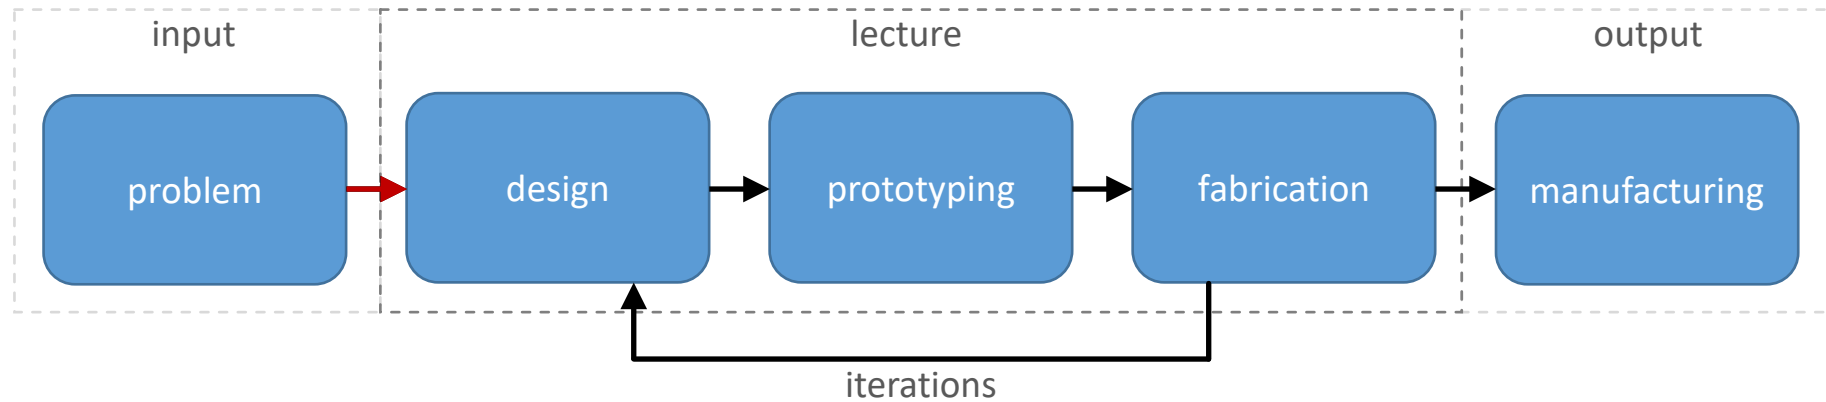 input
lecture
output
problem
design
prototyping
fabrication
manufacturing
iterations